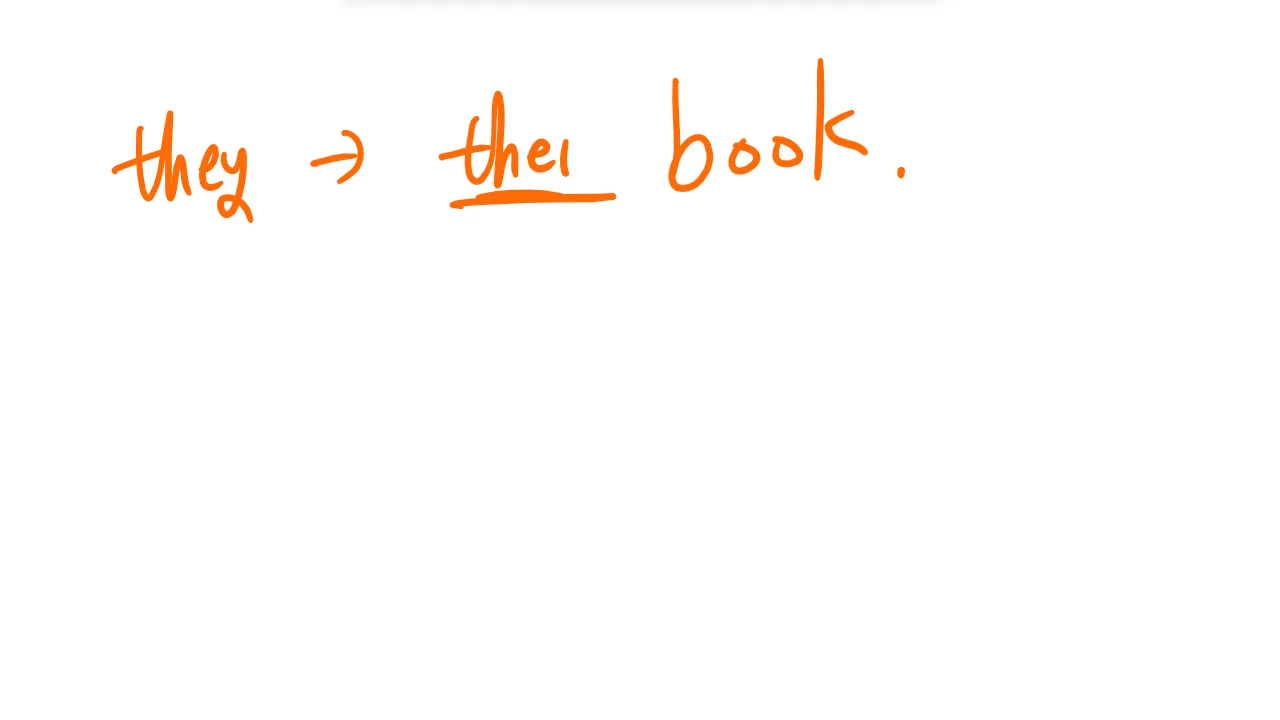 they → thei book.